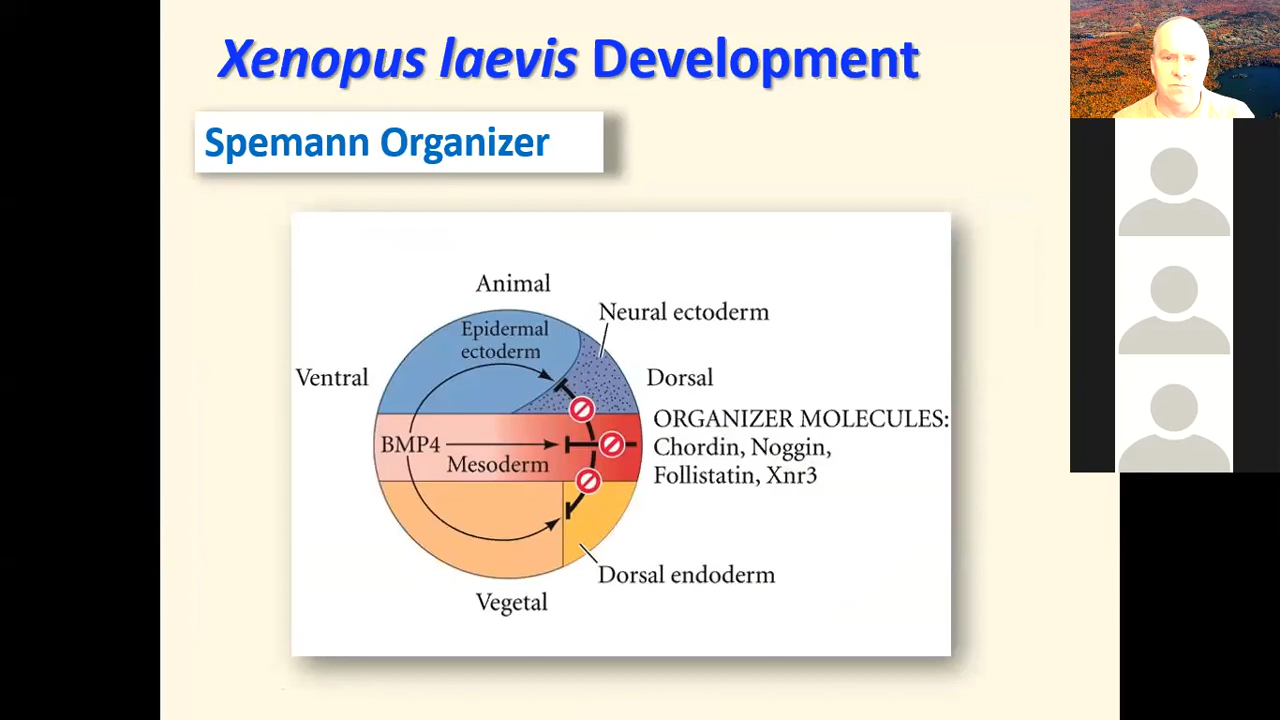 Xenopus laevis Development
Spemann Organizer
Animal
Neural ectoderm
Epidermal
ectoderm
Ventral
Dorsal
ORGANIZER MOLECULES:
Chordin, Noggin,
Follistatin, Xnr3
BMP4
Mesoderm
Dorsal endoderm
Vegetal